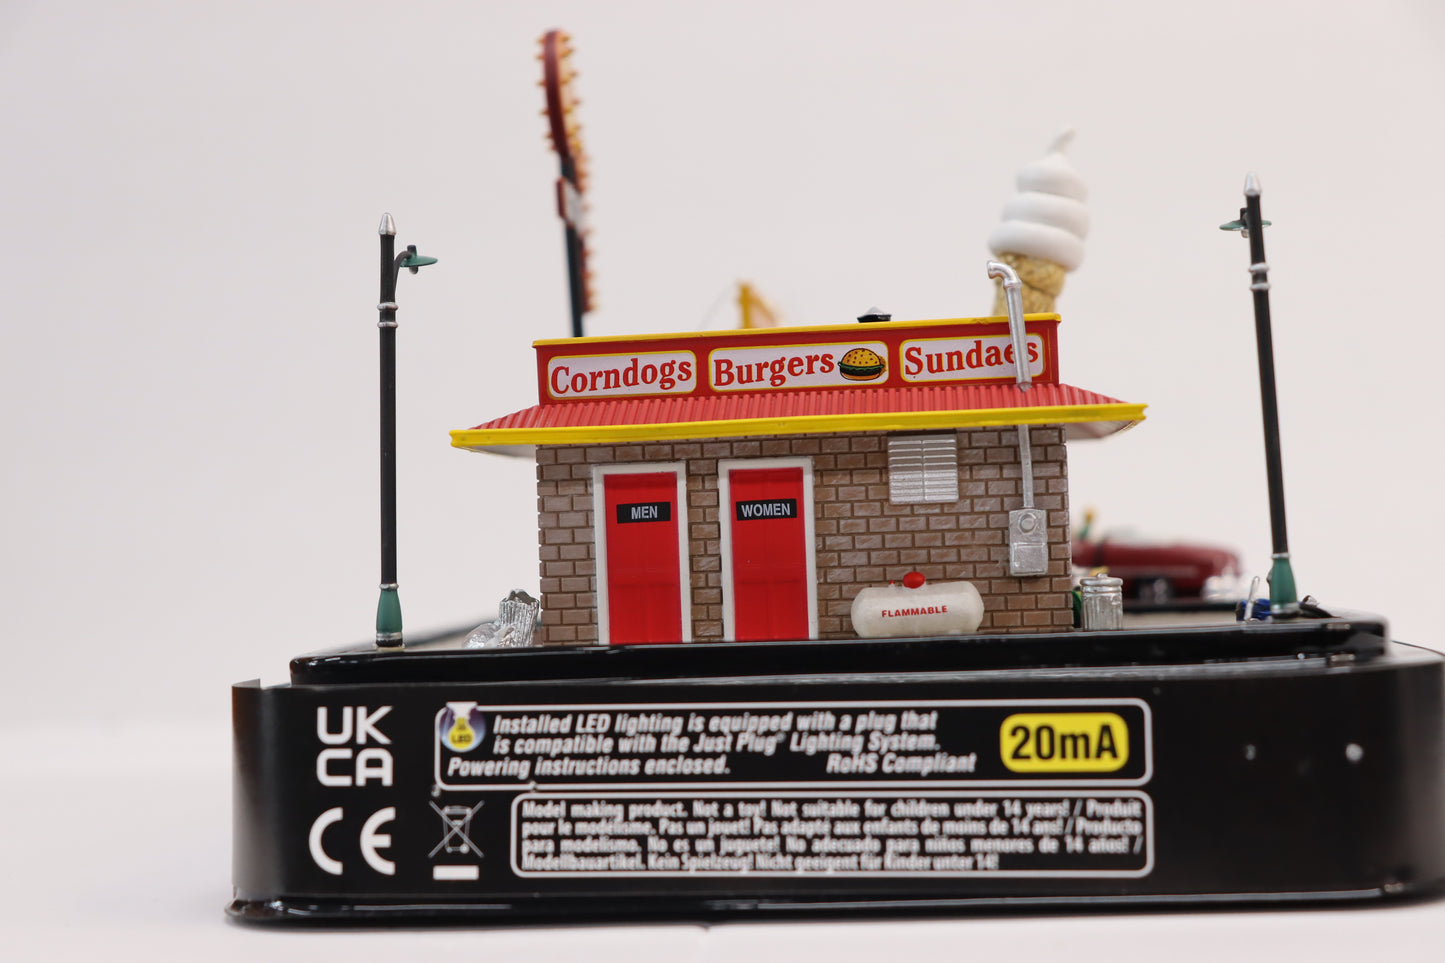 Corndogs Burgers Sundaes
MEN WOMEN
FLAMMABLE
UK
CA
CE
LED
Installed LED lighting is equipped with a plug that
is compatible with the Just Plug® Lighting System.
Powering instructions enclosed. RoHS Compliant
20mA
Model making product. Not a toy! Not suitable for children under 14 years! / Produit
pour le modélisme. Pas un jouet! Pas adapté aux enfants de moins de 14 ans! / Producto
para modelismo. No es un juguete! No adecuado para niños menores de 14 años! /
Modellbauartikel. Kein Spielzeug! Nicht geeignet für Kinder unter 14!